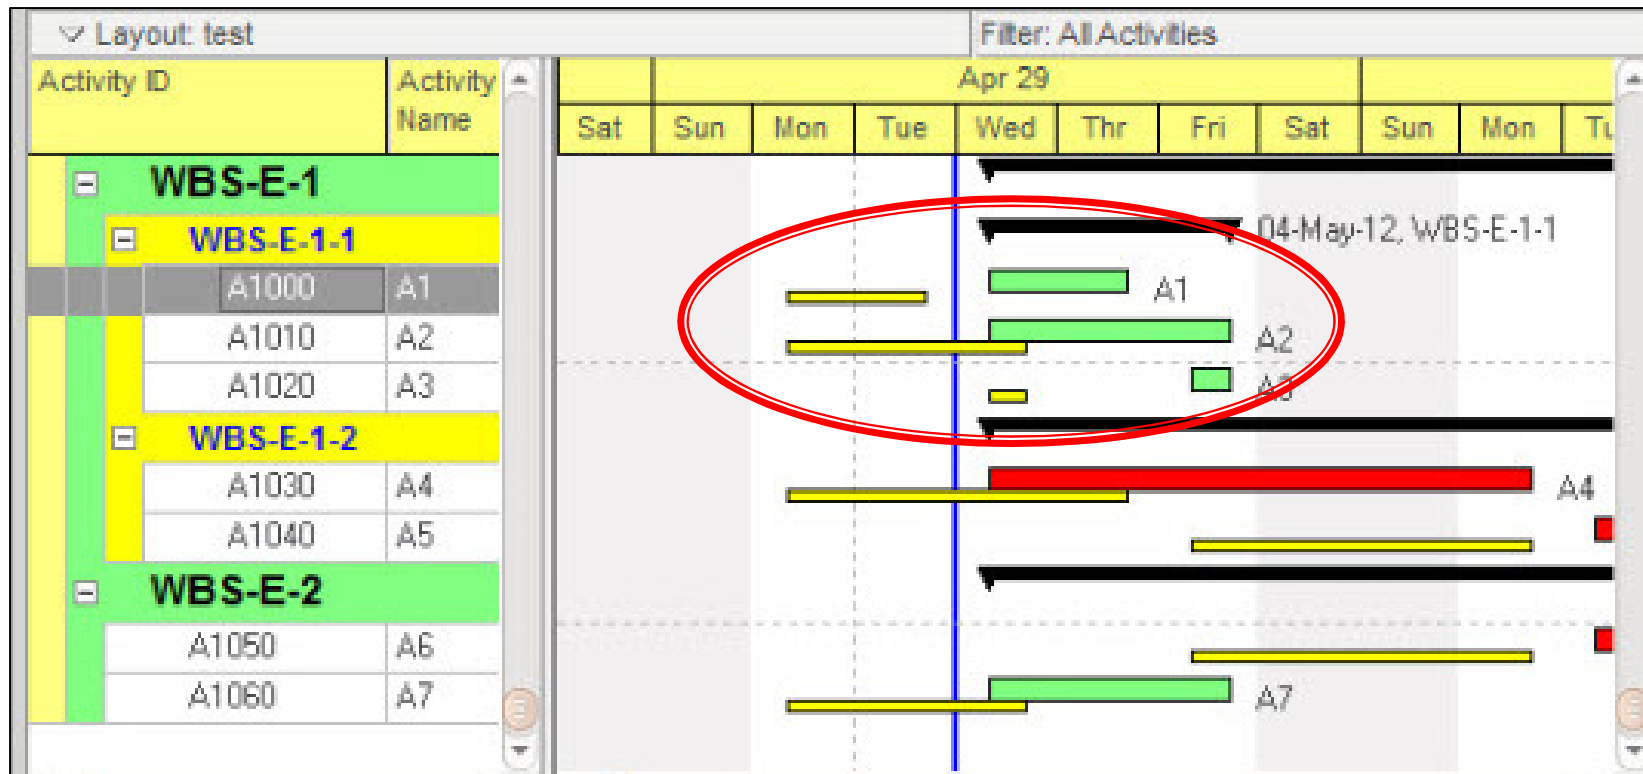 Layout: test
Filter: All Activities
Activity ID
Activity Name
Apr 29
Sat Sun Mon Tue Wed Thr Fri Sat Sun Mon
WBS-E-1
WBS-E-1-1
04-May-12, WBS-E-1-1
A1000 A1 A1
A1010 A2 A2
A1020 A3 A3
WBS-E-1-2
A1030 A4 A4
A1040 A5
WBS-E-2
A1050 A6
A1060 A7 A7